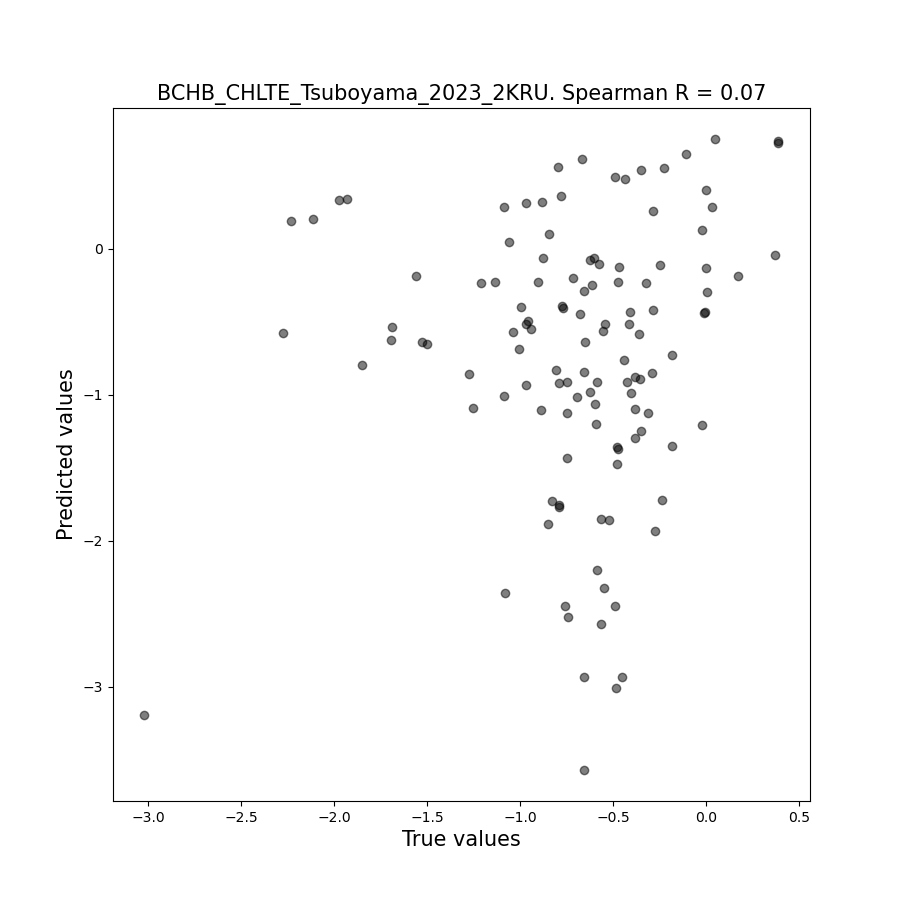 BCHB_CHLTE_Tsuboyama_2023_2KRU. Spearman R = 0.07
Predicted values
0
−1
−2
−3
−3.0 −2.5 −2.0 −1.5 −1.0 −0.5 0.0 0.5
True values